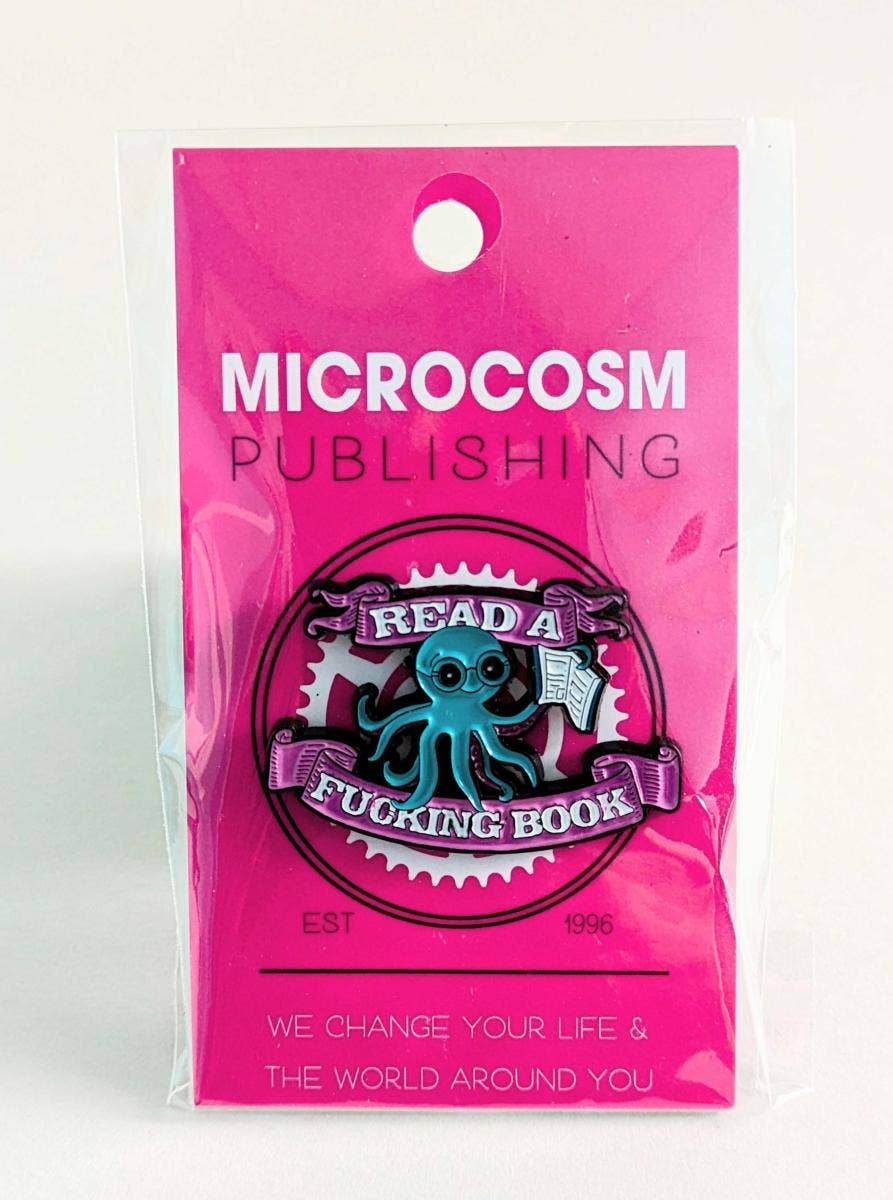 MICROCOSM
PUBLISHING
READ A
FUCKING BOOK
EST 1996
WE CHANGE YOUR LIFE &
THE WORLD AROUND YOU